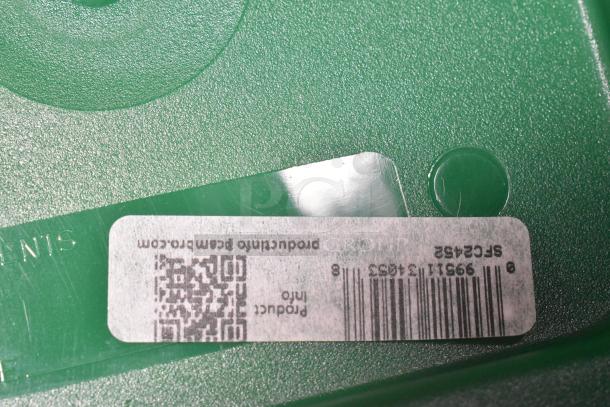 SFC2452
0 99511 34053 8
Product
Info
productinfo@cambro.com